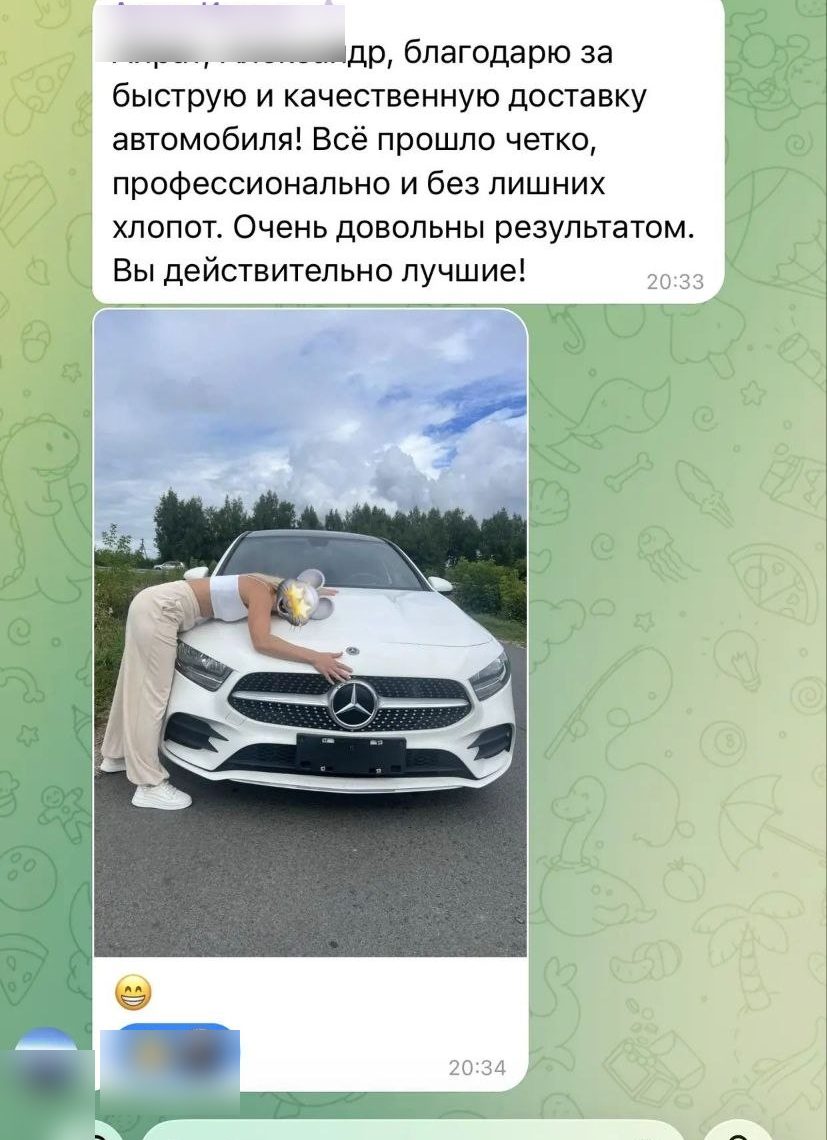 др, благодарю за
быструю и качественную доставку
автомобиля! Всё прошло четко,
профессионально и без лишних
хлопот. Очень довольны результатом.
Вы действительно лучшие!
20:33
20:34